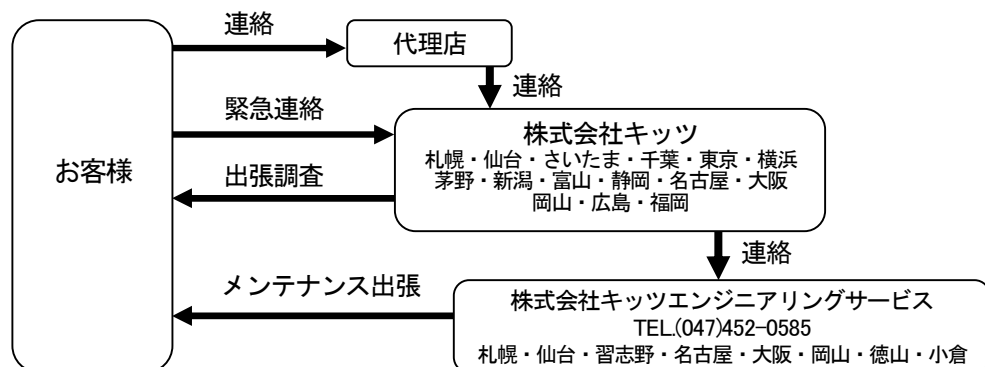 連絡
代理店
連絡
緊急連絡
株式会社キッツ
札幌・仙台・さいたま・千葉・東京・横浜
茅野・新潟・富山・静岡・名古屋・大阪
岡山・広島・福岡
お客様
出張調査
連絡
メンテナンス出張
株式会社キッツエンジニアリングサービス
TEL.(047)452-0585
札幌・仙台・習志野・名古屋・大阪・岡山・徳山・小倉